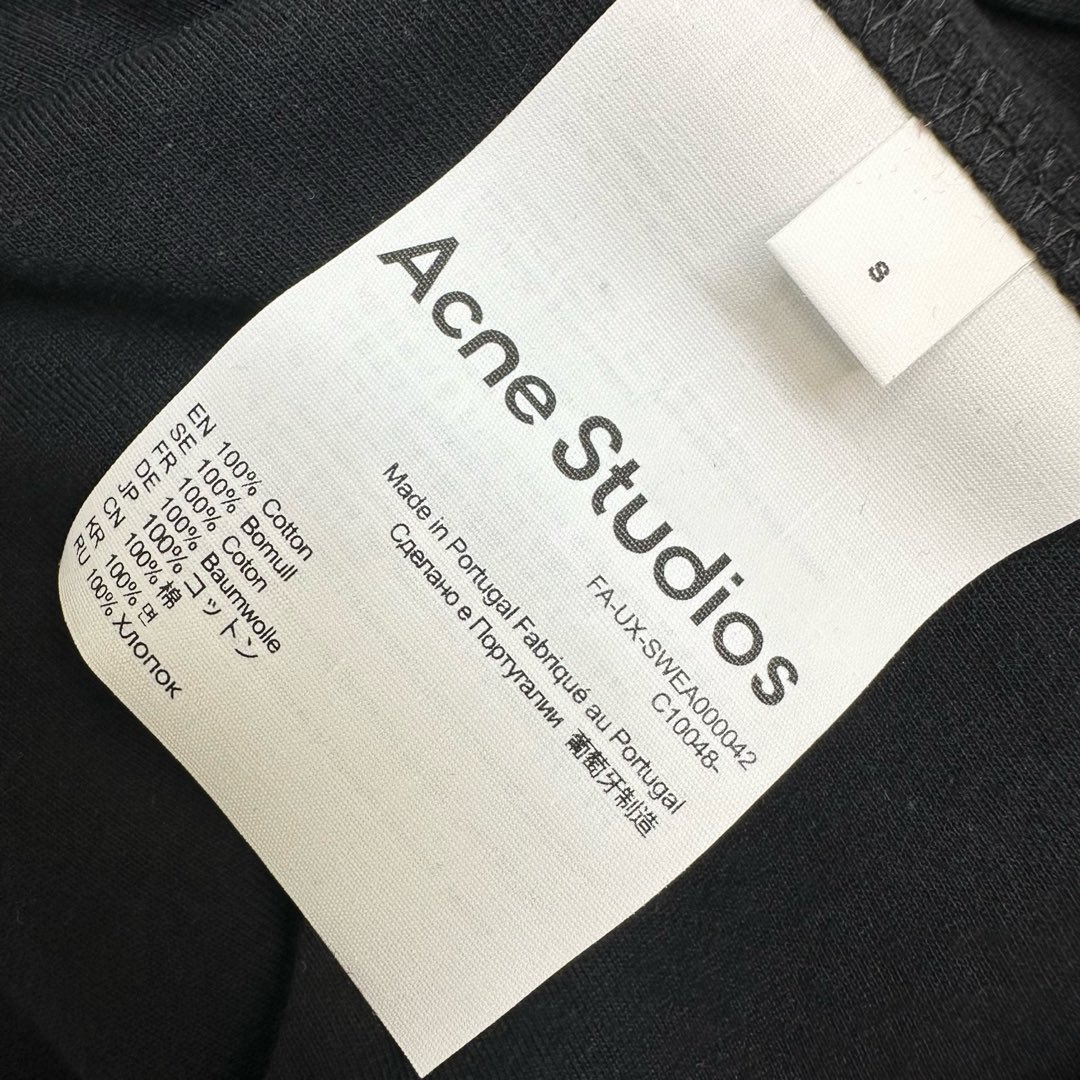 s
Acne Studios
FA-UX-SWEA000042
C10048-
Made in Portugal Fabriqué au Portugal
Сделано е Португалии 葡萄牙制造
EN 100% Cotton
SE 100% Bomull
FR 100% Coton
DE 100% Baumwolle
JP 100% コットン
CN 100% 棉
KR 100% 면
RU 100% Хлопок